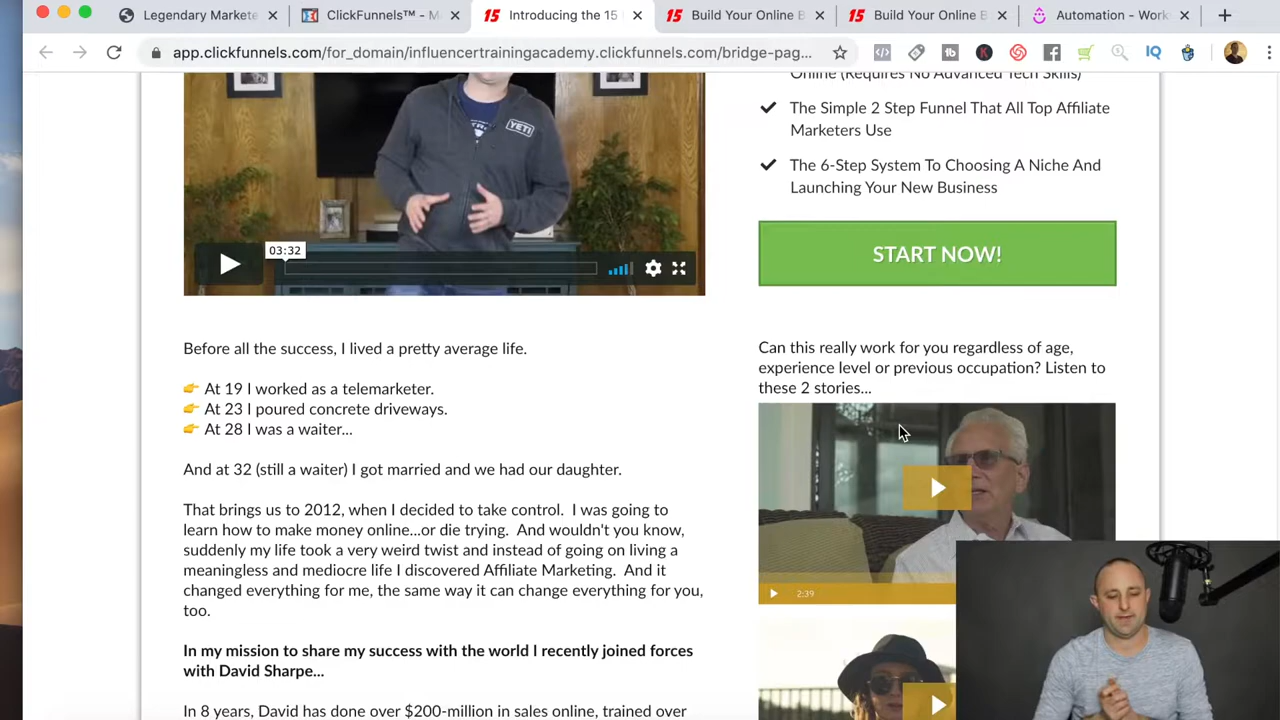 Legendary Markete
ClickFunnels™ - M
15 Introducing the 15
15 Build Your Online B
15 Build Your Online B
Automation - Work
app.clickfunnels.com/for_domain/influencertrainingacademy.clickfunnels.com/bridge-pag...
Online (Requires No Advanced Tech Skills)
The Simple 2 Step Funnel That All Top Affiliate
Marketers Use
The 6-Step System To Choosing A Niche And
Launching Your New Business
YETI
03:32
START NOW!
Before all the success, I lived a pretty average life.
👉 At 19 I worked as a telemarketer.
👉 At 23 I poured concrete driveways.
👉 At 28 I was a waiter...
And at 32 (still a waiter) I got married and we had our daughter.
That brings us to 2012, when I decided to take control. I was going to
learn how to make money online...or die trying. And wouldn't you know,
suddenly my life took a very weird twist and instead of going on living a
meaningless and mediocre life I discovered Affiliate Marketing. And it
changed everything for me, the same way it can change everything for you,
too.
In my mission to share my success with the world I recently joined forces
with David Sharpe...
In 8 years, David has done over $200-million in sales online, trained over
Can this really work for you regardless of age,
experience level or previous occupation? Listen to
these 2 stories...
2:39